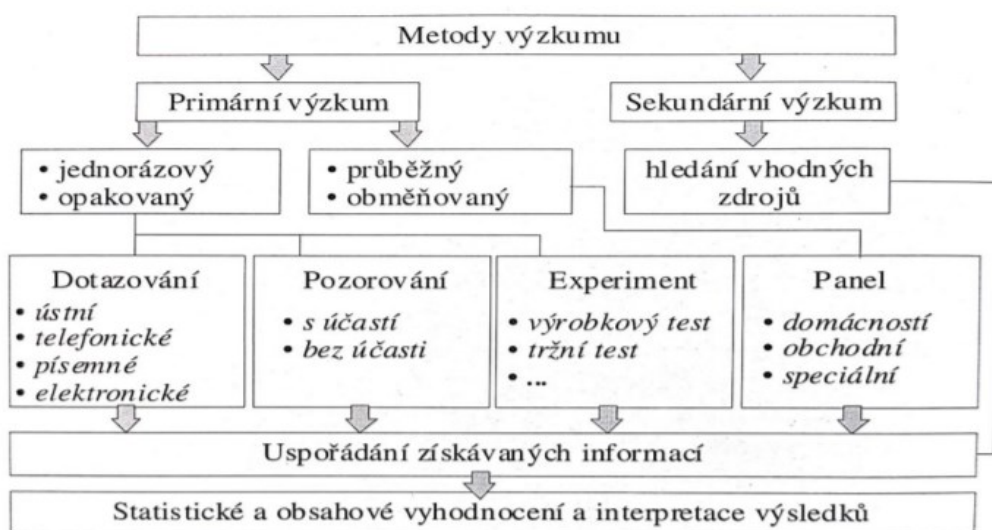 Metody výzkumu
Primární výzkum
Sekundární výzkum
• jednorázový
• opakovaný
• průběžný
• obměňovaný
hledání vhodných
zdrojů
Dotazování
• ústní
• telefonické
• písemné
• elektronické
Pozorování
• s účastí
• bez účasti
Experiment
• výrobkový test
• tržní test
• ...
Panel
• domácností
• obchodní
• speciální
Uspořádání získávaných informací
Statistické a obsahové vyhodnocení a interpretace výsledků